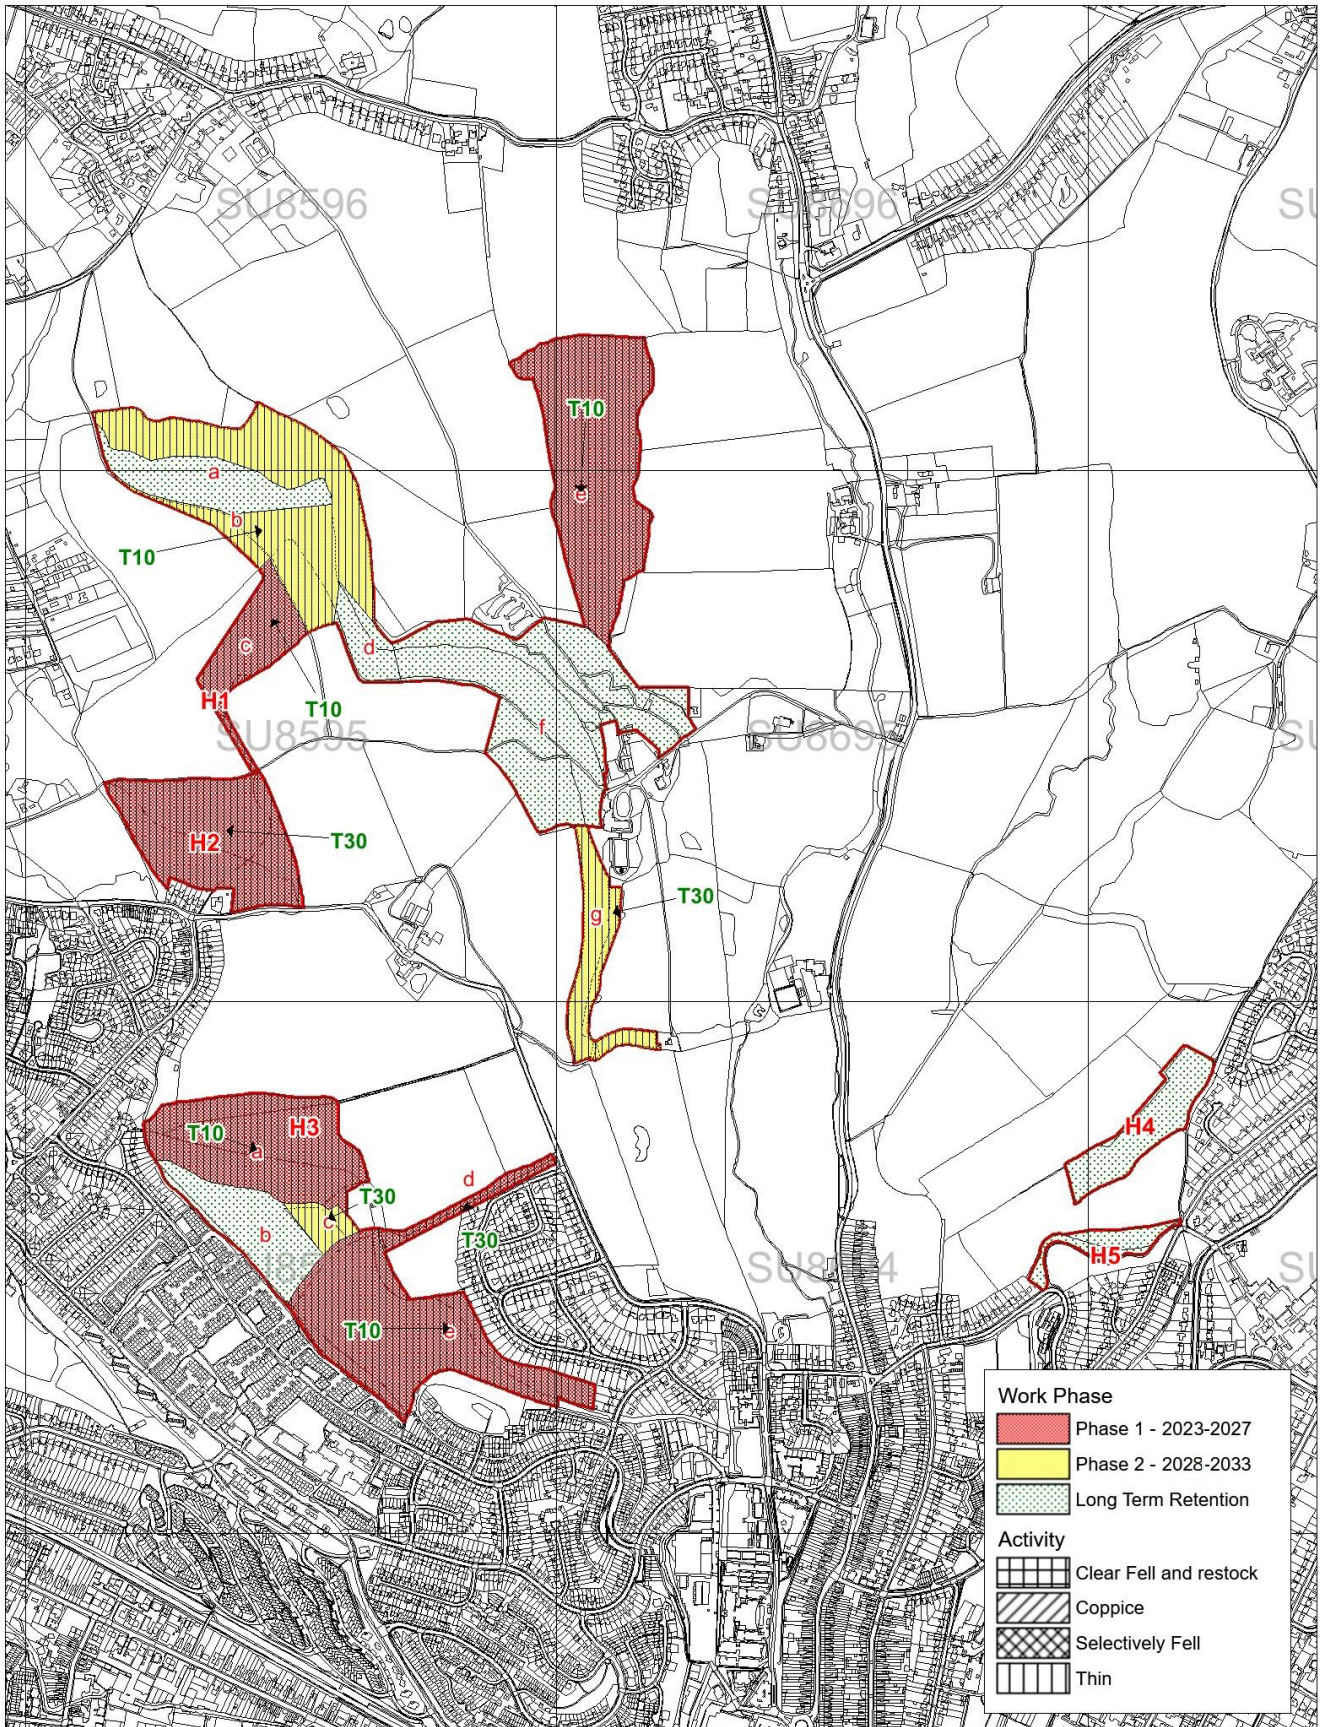 SU8596
SU8696
SU
T10
e
a
b
T10
c
d
H1
T10
f
SU8595
SU8695
SU
H2
T30
T30
g
H4
H3
T10
a
d
T30
c
b
T30
H5
SU85
SU8694
SU
T10
e
Work Phase
Phase 1 - 2023-2027
Phase 2 - 2028-2033
Long Term Retention
Activity
Clear Fell and restock
Coppice
Selectively Fell
Thin